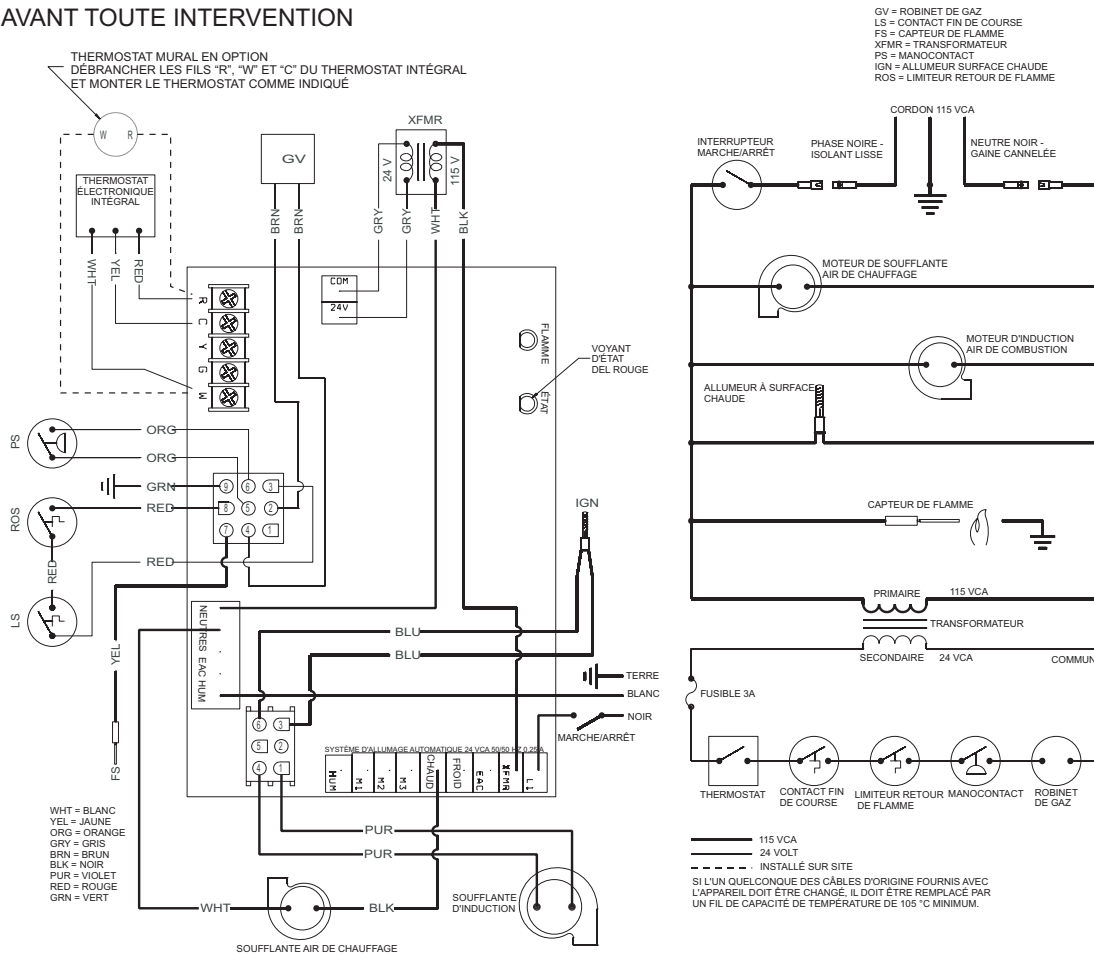 AVANT TOUTE INTERVENTION
THERMOSTAT MURAL EN OPTION
DÉBRANCHER LES FILS “R”, “W” ET “C” DU THERMOSTAT INTÉGRAL
ET MONTER LE THERMOSTAT COMME INDIQUÉ
W R
THERMOSTAT
ÉLECTRONIQUE
INTÉGRAL
WHT
YEL
RED
GV
BRN
BRN
XFMR
24 V
115 V
GRY
GRY
WHT
BLK
COM
24V
R
C
Y
G
W
FLAMME
ÉTAT
VOYANT
D'ÉTAT
DEL ROUGE
PS
ORG
ORG
GRN
RED
ROS
RED
RED
LS
9 6 3
8 5 2
7 4 1
YEL
FS
NEUTRES EAC HUM
IGN
BLU
BLU
TERRE
BLANC
NOIR
MARCHE/ARRÊT
6 3
5 2
4 1
SYSTÈME D'ALLUMAGE AUTOMATIQUE 24 VCA 50/50 HZ 0.25 A
HUM
M1
M2
M3
CHAUD
FROID
EAC
XFMR
L1
PUR
PUR
WHT
BLK
SOUFFLANTE AIR DE CHAUFFAGE
SOUFFLANTE
D'INDUCTION
WHT = BLANC
YEL = JAUNE
ORG = ORANGE
GRY = GRIS
BRN = BRUN
BLK = NOIR
PUR = VIOLET
RED = ROUGE
GRN = VERT
GV = ROBINET DE GAZ
LS = CONTACT FIN DE COURSE
FS = CAPTEUR DE FLAMME
XFMR = TRANSFORMATEUR
PS = MANOCONTACT
IGN = ALLUMEUR SURFACE CHAUDE
ROS = LIMITEUR RETOUR DE FLAMME
CORDON 115 VCA
INTERRUPTEUR
MARCHE/ARRÊT
PHASE NOIRE -
ISOLANT LISSE
NEUTRE NOIR -
GAINE CANNELÉE
MOTEUR DE SOUFFLANTE
AIR DE CHAUFFAGE
MOTEUR D'INDUCTION
AIR DE COMBUSTION
ALLUMEUR À SURFACE
CHAUDE
CAPTEUR DE FLAMME
PRIMAIRE
115 VCA
TRANSFORMATEUR
SECONDAIRE
24 VCA
COMMUN
FUSIBLE 3A
THERMOSTAT
CONTACT FIN
DE COURSE
LIMITEUR RETOUR
DE FLAMME
MANOCONTACT
ROBINET
DE GAZ
115 VCA
24 VOLT
INSTALLÉ SUR SITE
SI L'UN QUELCONQUE DES CÂBLES D'ORIGINE FOURNIS AVEC
L'APPAREIL DOIT ÊTRE CHANGÉ, IL DOIT ÊTRE REMPLACÉ PAR
UN FIL DE CAPACITÉ DE TEMPÉRATURE DE 105 °C MINIMUM.